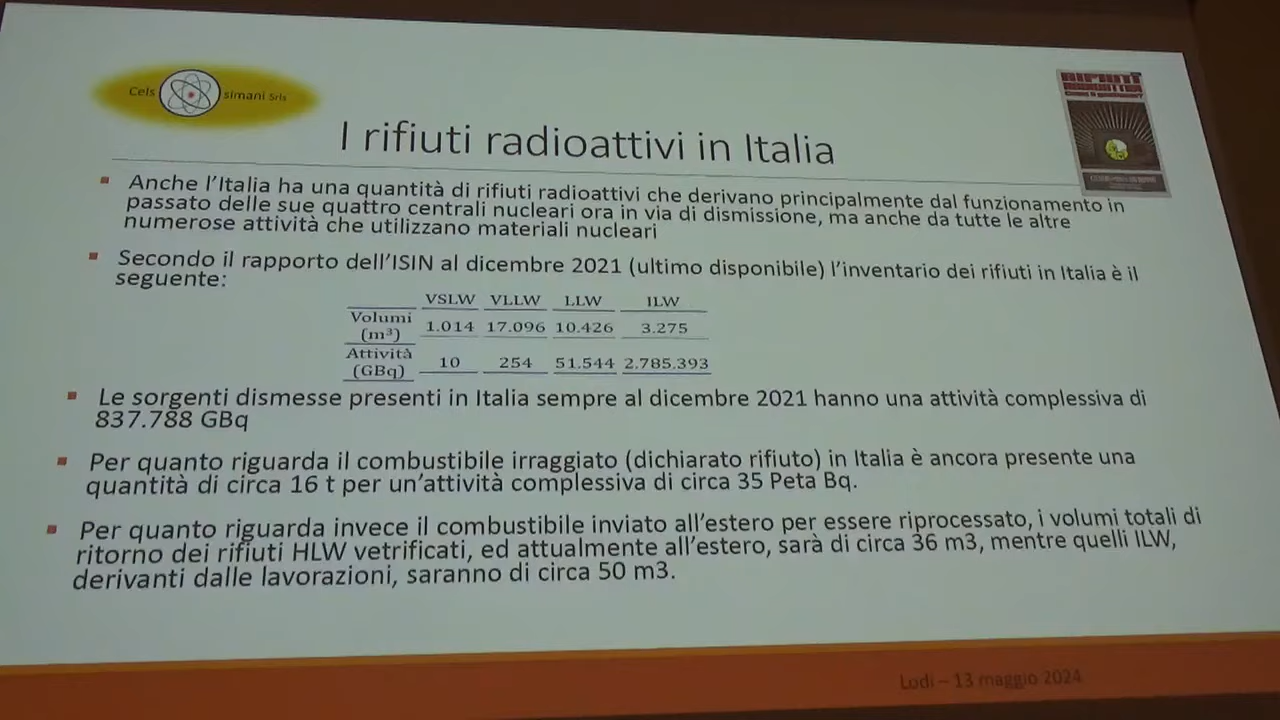 Cels simani Srls
RIFIUTI
I rifiuti radioattivi in Italia
Anche l'Italia ha una quantità di rifiuti radioattivi che derivano principalmente dal funzionamento in
passato delle sue quattro centrali nucleari ora in via di dismissione, ma anche da tutte le altre
numerose attività che utilizzano materiali nucleari
Secondo il rapporto dell'ISIN al dicembre 2021 (ultimo disponibile) l'inventario dei rifiuti in Italia è il
seguente:
VSLW VLLW LLW ILW
Volumi (m³) 1.014 17.096 10.426 3.275
Attività (GBq) 10 254 51.544 2.785.393
Le sorgenti dismesse presenti in Italia sempre al dicembre 2021 hanno una attività complessiva di
837.788 GBq
Per quanto riguarda il combustibile irraggiato (dichiarato rifiuto) in Italia è ancora presente una
quantità di circa 16 t per un'attività complessiva di circa 35 Peta Bq.
Per quanto riguarda invece il combustibile inviato all'estero per essere riprocessato, i volumi totali di
ritorno dei rifiuti HLW vetrificati, ed attualmente all'estero, sarà di circa 36 m3, mentre quelli ILW,
derivanti dalle lavorazioni, saranno di circa 50 m3.
Lodi – 13 maggio 2024